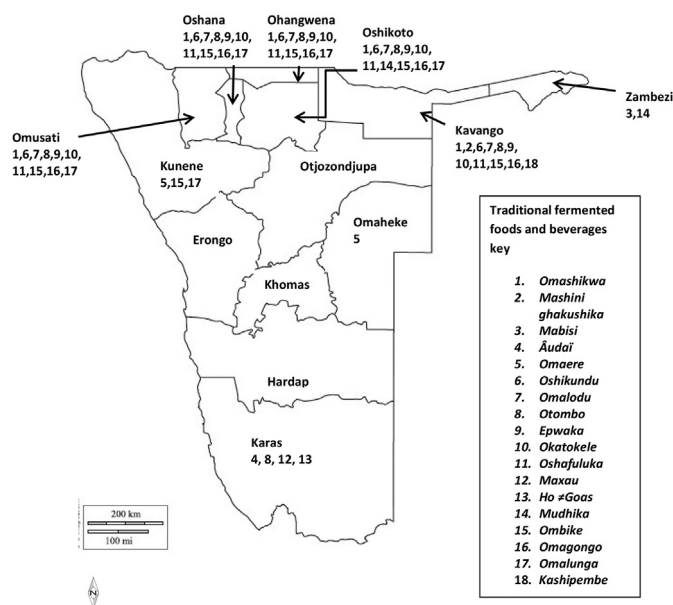 Oshana
1,6,7,8,9,10,
11,15,16,17
Ohangwena
1,6,7,8,9,10,
11,15,16,17
Oshikoto
1,6,7,8,9,10,
11,14,15,16,17
Zambezi
3,14
Omusati
1,6,7,8,9,10,
11,15,16,17
Kavango
1,2,6,7,8,9,
10,11,15,16,18
Kunene
5,15,17
Otjozondjupa
Omaheke
5
Erongo
Khomas
Hardap
Karas
4, 8, 12, 13
Traditional fermented
foods and beverages
key
1. Omashikwa
2. Mashini
ghakushika
3. Mabisi
4. Âudaï
5. Omaere
6. Oshikundu
7. Omalodu
8. Otombo
9. Epwaka
10. Okatokele
11. Oshafuluka
12. Maxau
13. Ho ≠Goas
14. Mudhika
15. Ombike
16. Omagongo
17. Omalunga
18. Kashipembe
200 km
100 mi
N